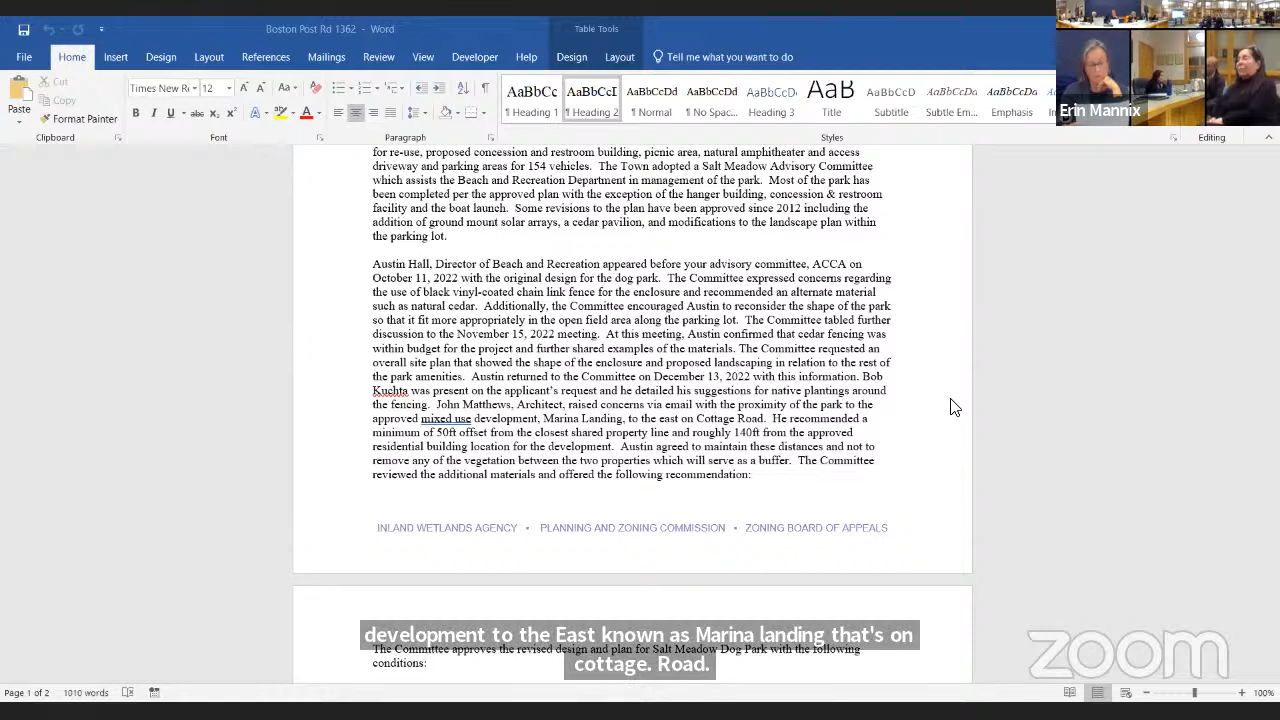 Boston Post Rd 1362 - Word
Table Tools
File Home Insert Design Layout References Mailings Review View Developer Help Design Layout Tell me what you want to do
Paste
Cut
Copy
Format Painter
Times New Ro 12
AaBbCc AaBbCcI AaBbCcDd AaBbCcDd AaBbCcD AaB AaBbCcD AaBbCcDd AaBbCcDd
¶ Heading 1 ¶ Heading 2 ¶ Normal ¶ No Spac... Heading 3 Title Subtitle Subtle Em... Emphasis
Clipboard Font Paragraph Styles Editing
Erin Mannix
for re-use, proposed concession and restroom building, picnic area, natural amphitheater and access
driveway and parking areas for 154 vehicles. The Town adopted a Salt Meadow Advisory Committee
which assists the Beach and Recreation Department in management of the park. Most of the park has
been completed per the approved plan with the exception of the hanger building, concession & restroom
facility and the boat launch. Some revisions to the plan have been approved since 2012 including the
addition of ground mount solar arrays, a cedar pavilion, and modifications to the landscape plan within
the parking lot.
Austin Hall, Director of Beach and Recreation appeared before your advisory committee, ACCA on
October 11, 2022 with the original design for the dog park. The Committee expressed concerns regarding
the use of black vinyl-coated chain link fence for the enclosure and recommended an alternate material
such as natural cedar. Additionally, the Committee encouraged Austin to reconsider the shape of the park
so that it fit more appropriately in the open field area along the parking lot. The Committee tabled further
discussion to the November 15, 2022 meeting. At this meeting, Austin confirmed that cedar fencing was
within budget for the project and further shared examples of the materials. The Committee requested an
overall site plan that showed the shape of the enclosure and proposed landscaping in relation to the rest of
the park amenities. Austin returned to the Committee on December 13, 2022 with this information. Bob
Kuchta was present on the applicant's request and he detailed his suggestions for native plantings around
the fencing. John Matthews, Architect, raised concerns via email with the proximity of the park to the
approved mixed use development, Marina Landing, to the east on Cottage Road. He recommended a
minimum of 50ft offset from the closest shared property line and roughly 140ft from the approved
residential building location for the development. Austin agreed to maintain these distances and not to
remove any of the vegetation between the two properties which will serve as a buffer. The Committee
reviewed the additional materials and offered the following recommendation:
INLAND WETLANDS AGENCY • PLANNING AND ZONING COMMISSION • ZONING BOARD OF APPEALS
development to the East known as Marina landing that's on
cottage. Road.
The Committee approves the revised design and plan for Salt Meadow Dog Park with the following
conditions:
zoom
Page 1 of 2 1010 words 100%